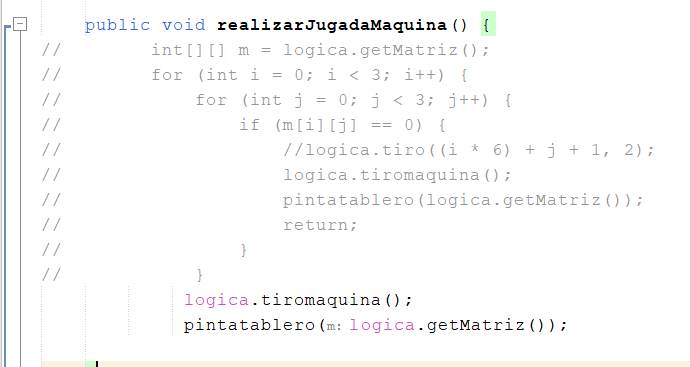 public void realizarJugadaMaquina() {
//        int[][] m = logica.getMatriz();
//        for (int i = 0; i < 3; i++) {
//            for (int j = 0; j < 3; j++) {
//                if (m[i][j] == 0) {
//                    //logica.tiro((i * 6) + j + 1, 2);
//                    logica.tiromaquina();
//                    pintatablero(logica.getMatriz());
//                    return;
//                }
//            }
logica.tiromaquina();
pintatablero(m: logica.getMatriz());